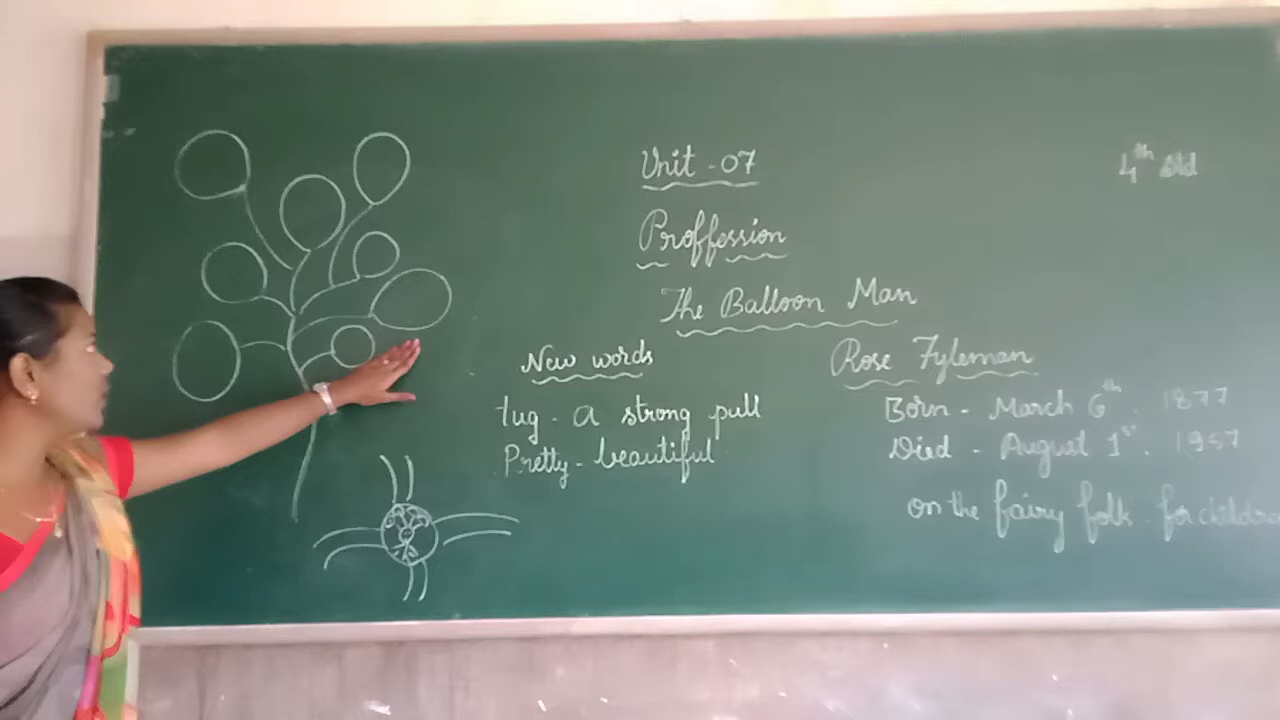 4th std
Unit - 07
Proffession
The Balloon Man
New words
tug - a strong pull
Pretty - beautiful
Rose Fyleman
Born - March 6th. 1877
Died - August 1st. 1957
on the fairy folk. for childre